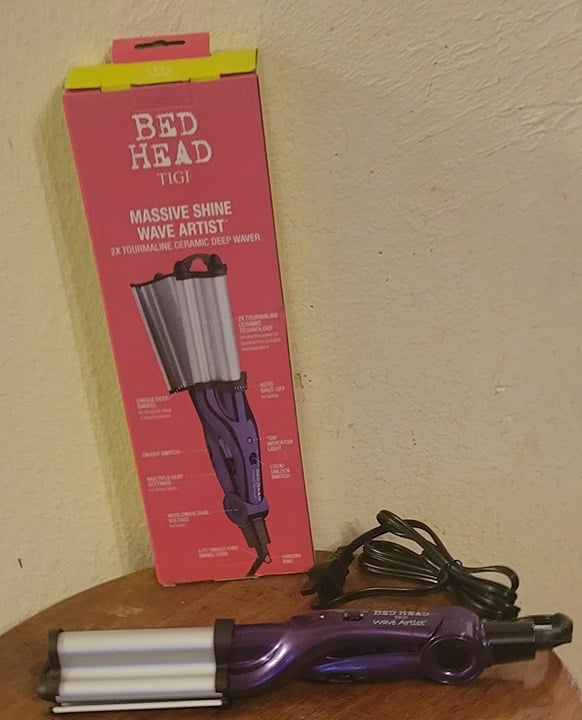 BED
HEAD
TIGI
MASSIVE SHINE
WAVE ARTIST™
2X TOURMALINE CERAMIC DEEP WAVER
2X TOURMALINE
CERAMIC
TECHNOLOGY
UNIQUE DEEP
BARREL
AUTO
SHUT-OFF
ON/OFF SWITCH
"ON"
INDICATOR
LIGHT
MULTIPLE HEAT
SETTINGS
LOCK/
UNLOCK
SWITCH
WORLDWIDE DUAL
VOLTAGE
6 FT. TANGLE-FREE
SWIVEL CORD
HANGING
RING
BED HEAD
Wave Artist